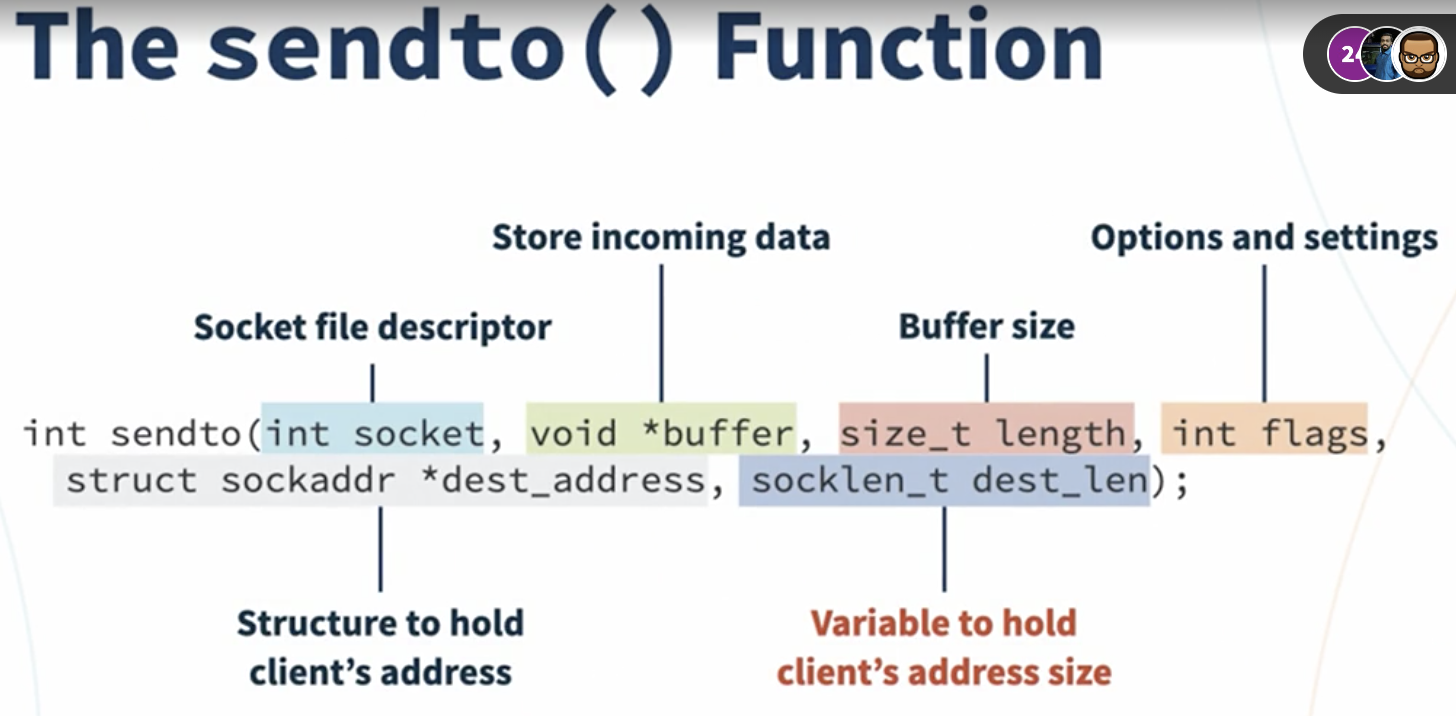 The sendto() Function
2
Store incoming data
Options and settings
Socket file descriptor
Buffer size
int sendto(int socket, void *buffer, size_t length, int flags,
struct sockaddr *dest_address, socklen_t dest_len);
Structure to hold
client’s address
Variable to hold
client’s address size